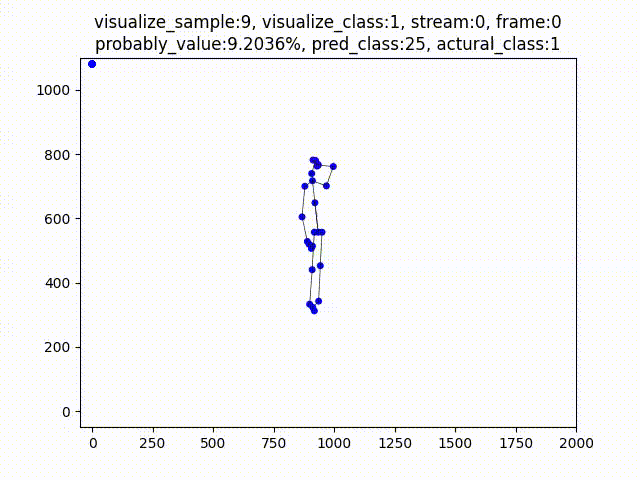 visualize_sample:9, visualize_class:1, stream:0, frame:0
probably_value:9.2036%, pred_class:25, actural_class:1
1000
800
600
400
200
0
0 250 500 750 1000 1250 1500 1750 2000